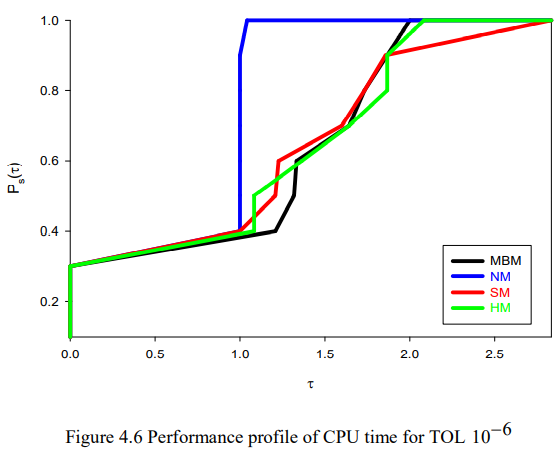 1.0
0.8
0.6
0.4
0.2
Pₛ(τ)
MBM
NM
SM
HM
0.0 0.5 1.0 1.5 2.0 2.5
τ
Figure 4.6 Performance profile of CPU time for TOL 10⁻⁶